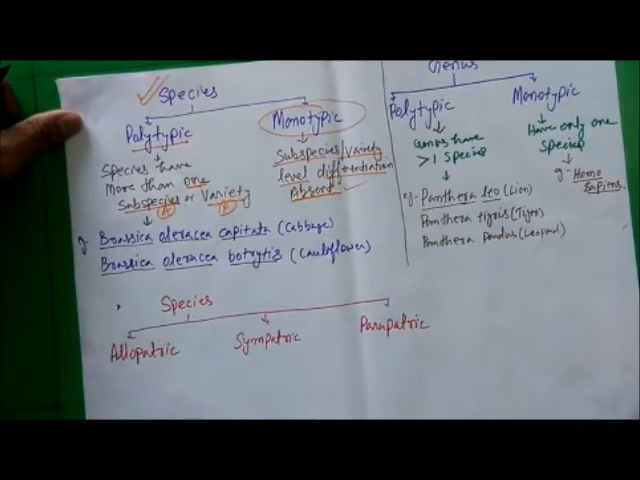 Species
Polytypic
Monotypic
Species have
More than one
Subspecies or Variety
A P
Subspecies/Variety
level differentiation
Absent
eg- Brassica oleracea capitata (Cabbage)
Brassica oleracea botrytis (Cauliflower)
Genus
Polytypic
Monotypic
Genus have
>1 Species
Have only one
Species
eg- Panthera leo (Lion)
Panthera tigris (Tiger)
Panthera pardus (Leopard)
eg- Homo
Sapiens.
Species
Allopatric
Sympatric
Parapatric